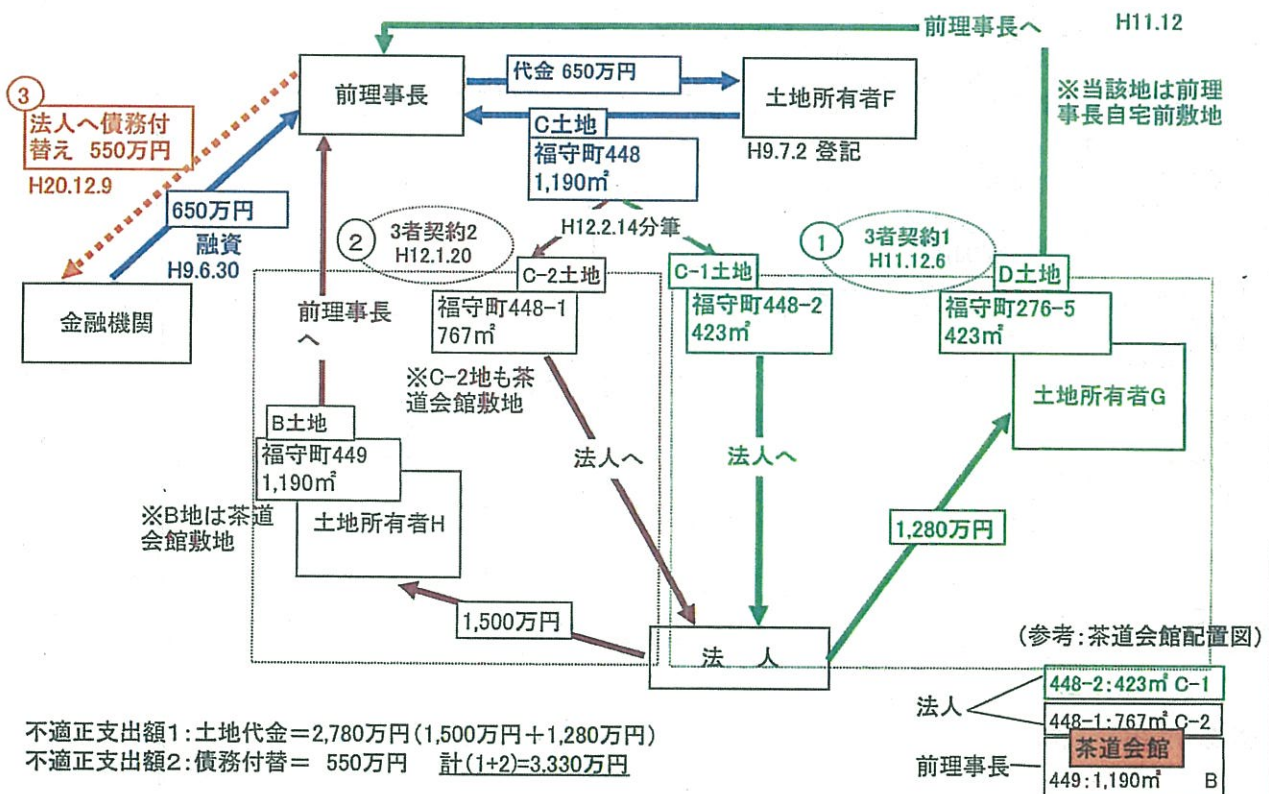 前理事長へ
H11.12
③
法人へ債務付
替え 550万円
H20.12.9
前理事長
代金 650万円
土地所有者F
H9.7.2 登記
※当該地は前理
事長自宅前敷地
C土地
福守町448
1,190㎡
650万円
融資
H9.6.30
金融機関
②
3者契約2
H12.1.20
H12.2.14分筆
①
3者契約1
H11.12.6
C-2土地
福守町448-1
767㎡
※C-2地も茶
道会館敷地
C-1土地
福守町448-2
423㎡
D土地
福守町276-5
423㎡
土地所有者G
前理事長
へ
B土地
福守町449
1,190㎡
土地所有者H
※B地は茶道
会館敷地
法人へ
法人へ
1,280万円
1,500万円
法 人
(参考:茶道会館配置図)
法人
448-2:423㎡ C-1
448-1:767㎡ C-2
茶道会館
前理事長
449:1,190㎡ B
不適正支出額1:土地代金=2,780万円(1,500万円+1,280万円)
不適正支出額2:債務付替= 550万円 計(1+2)=3.330万円